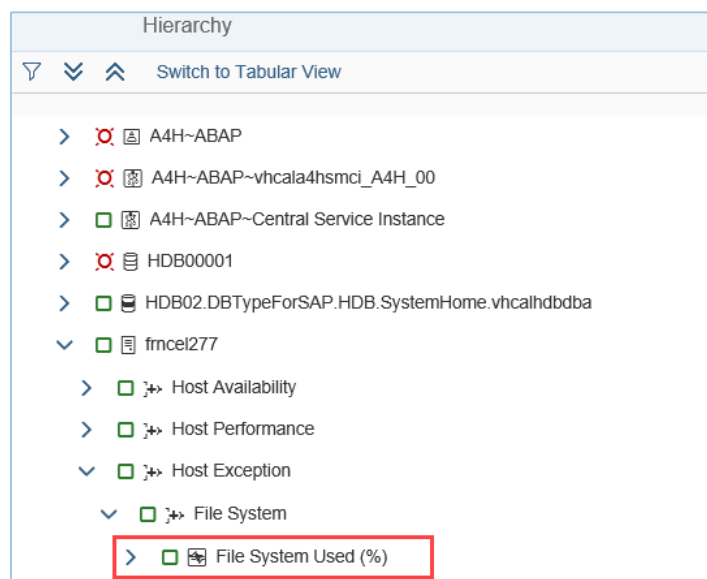 Hierarchy
Switch to Tabular View
A4H~ABAP
A4H~ABAP~vhcala4hsmci_A4H_00
A4H~ABAP~Central Service Instance
HDB00001
HDB02.DBTypeForSAP.HDB.SystemHome.vhcalhdbdba
frncel277
Host Availability
Host Performance
Host Exception
File System
File System Used (%)